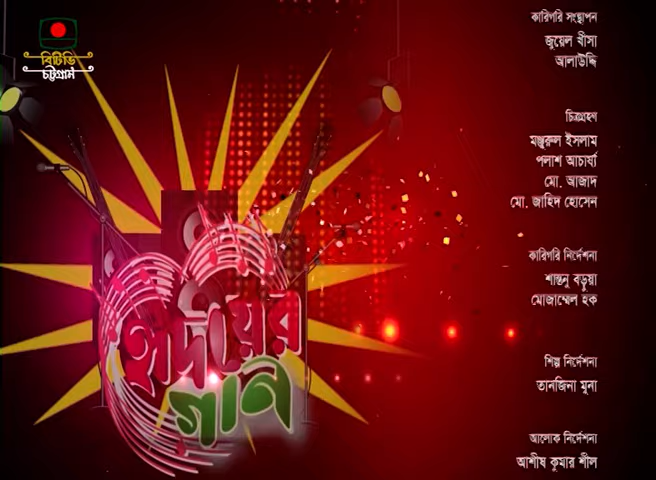 বিটিভি
চট্টগ্রাম
হৃদয়ের
গান
কারিগরি সংস্থাপন
জুয়েল বীসা
আলাউদ্দি
চিত্রগ্রহণ
মঞ্জুরুল ইসলাম
পলাশ আচার্য্য
মো. আজাদ
মো. জাহিদ হোসেন
কারিগরি নির্দেশনা
শান্তনু বড়ুয়া
মোজাম্মেল হক
শিল্প নির্দেশনা
তানজিনা মুনা
আলোক নির্দেশনা
আশীষ কুমার শীল